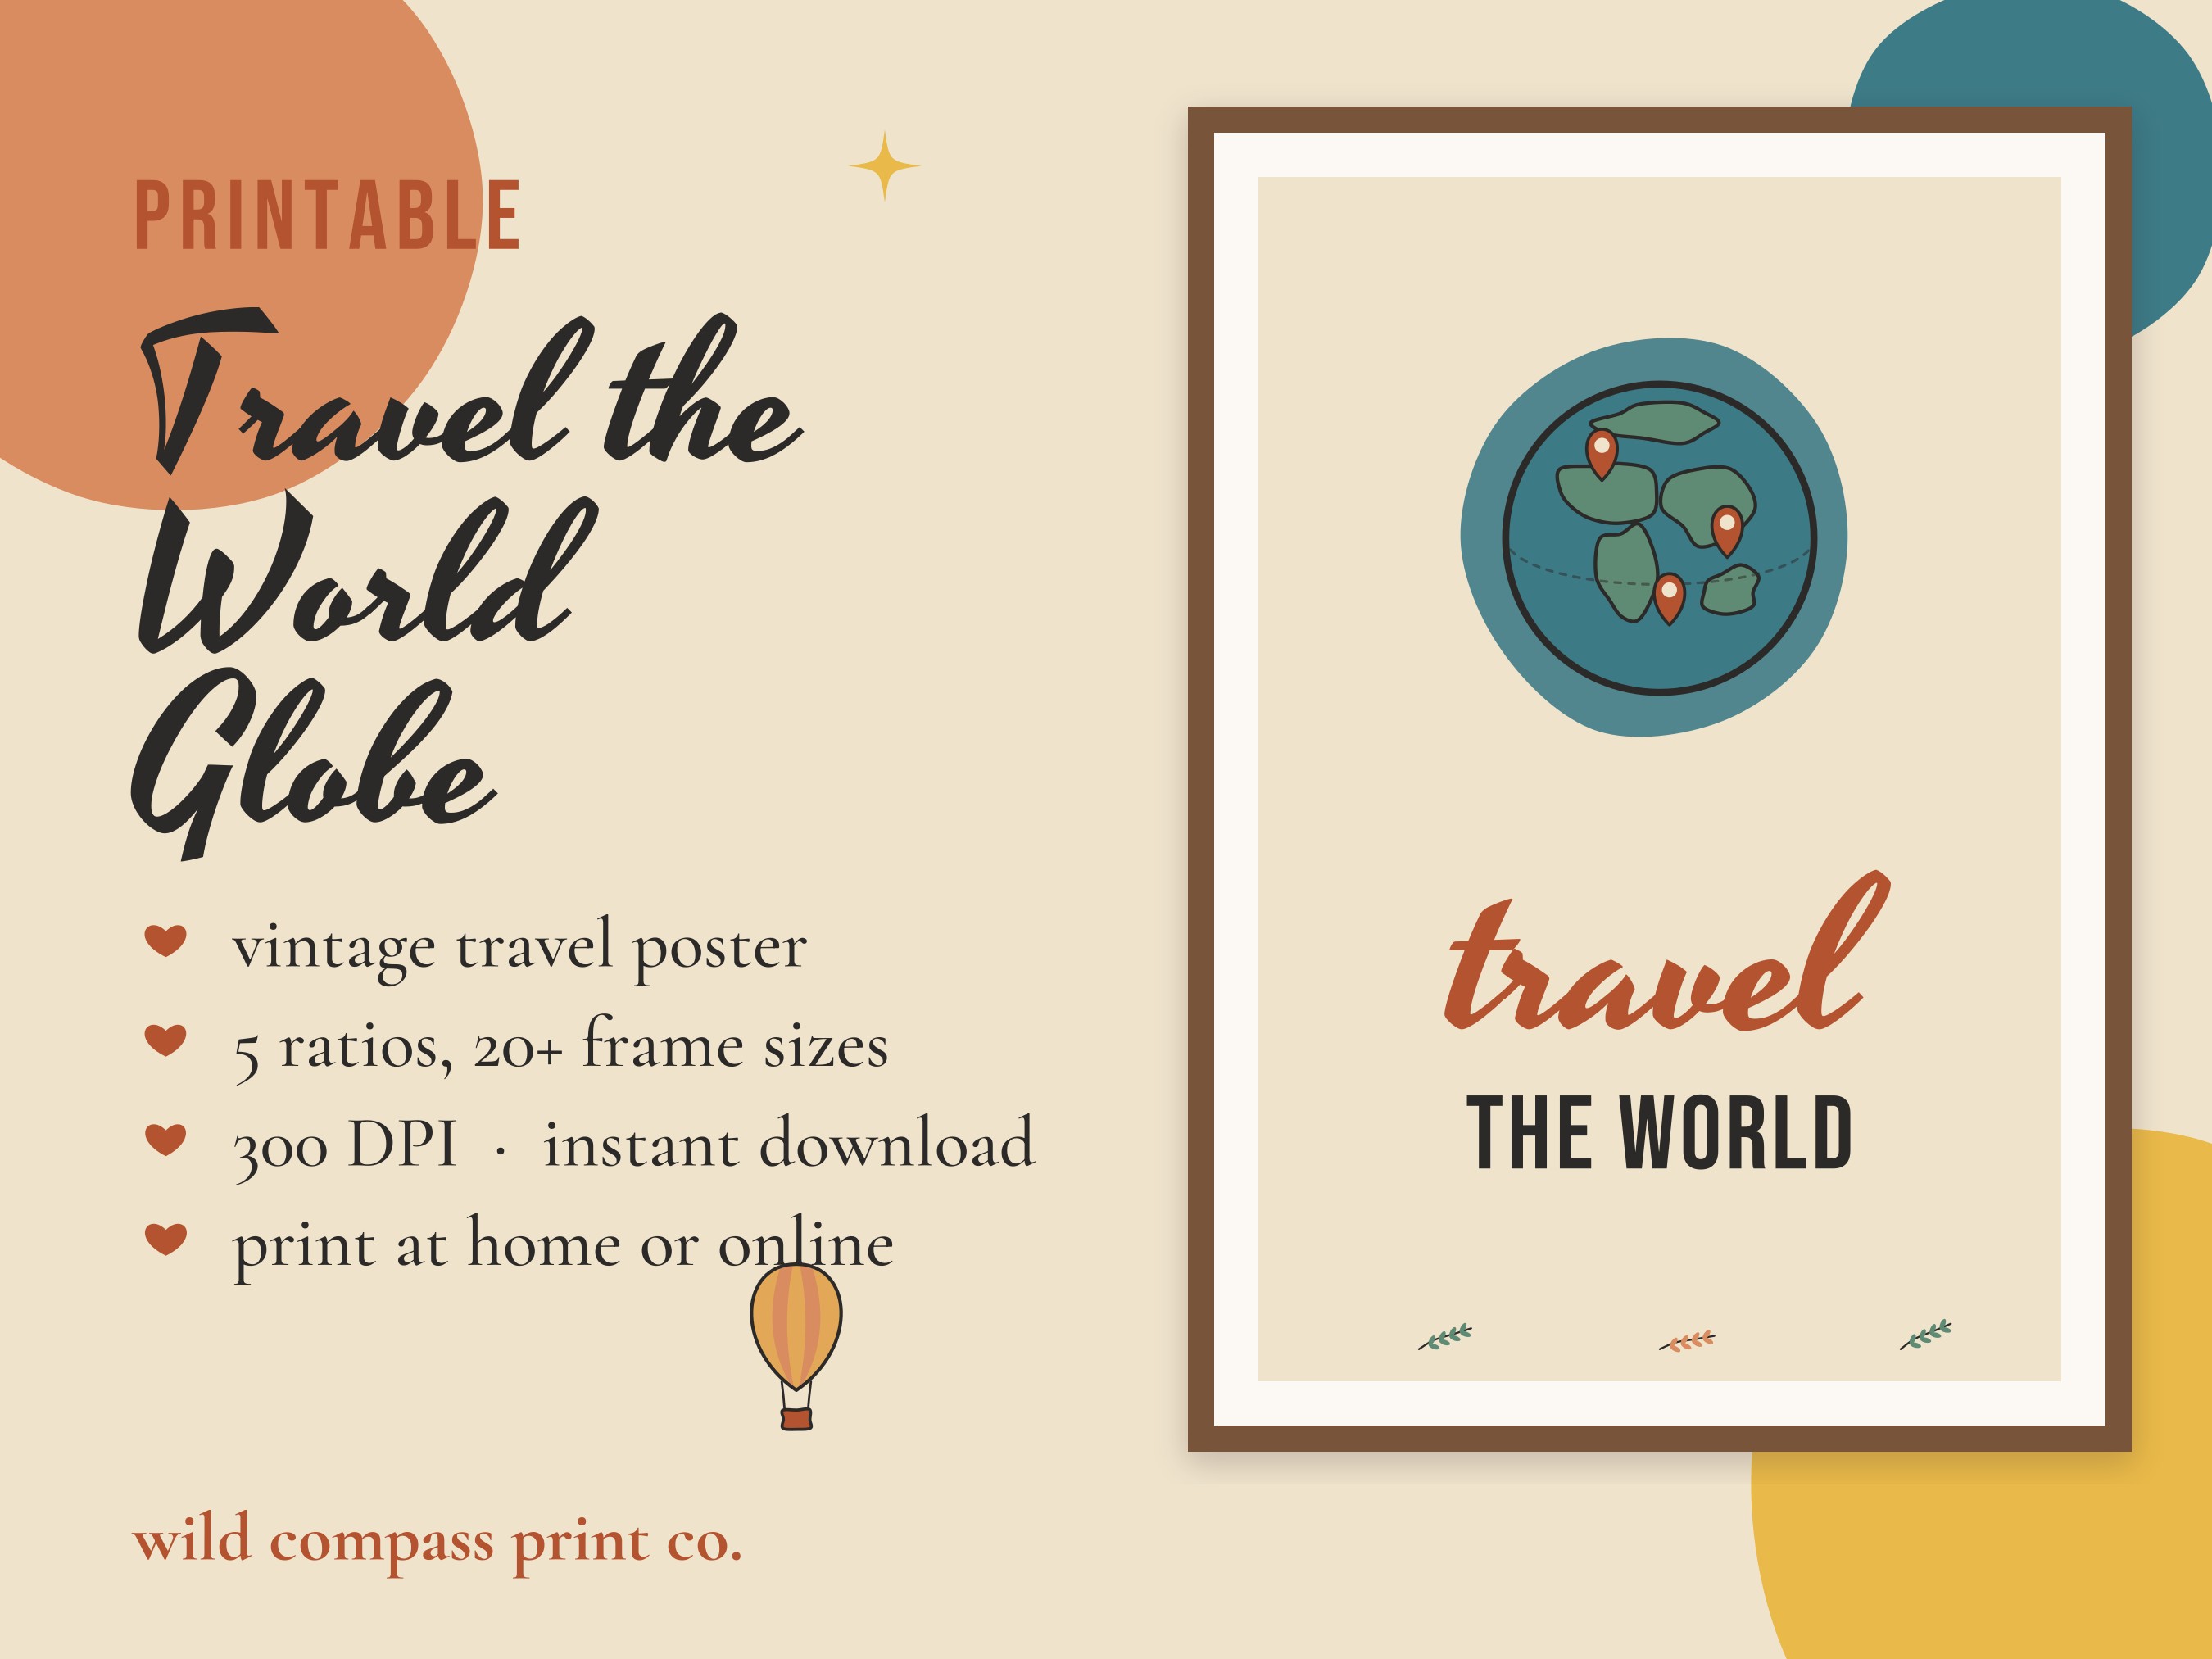 PRINTABLE
Travel the
World
Globe
vintage travel poster
5 ratios, 20+ frame sizes
300 DPI · instant download
print at home or online
wild compass print co.
travel
THE WORLD